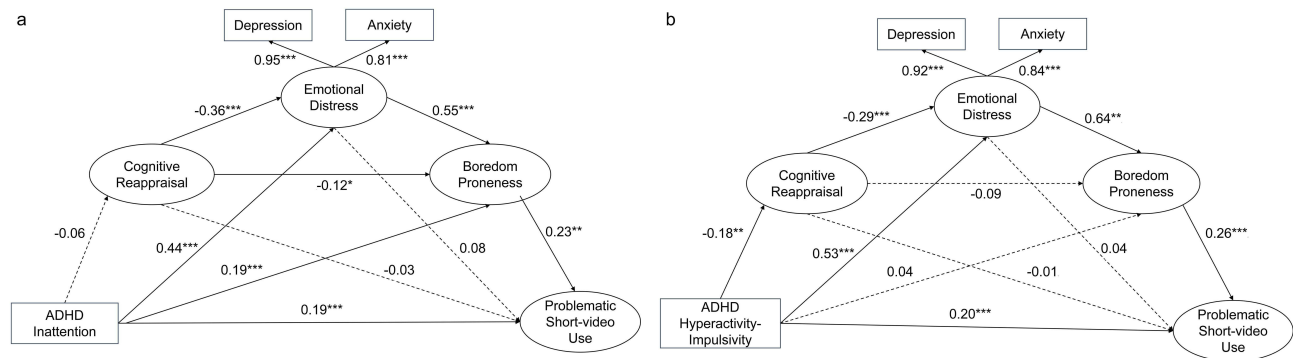 a
Depression
Anxiety
0.95***
0.81***
Emotional
Distress
-0.36***
0.55***
Cognitive
Reappraisal
Boredom
Proneness
-0.12*
-0.06
0.44***
0.08
0.23**
0.19***
-0.03
ADHD
Inattention
0.19***
Problematic
Short-video
Use
b
Depression
Anxiety
0.92***
0.84***
Emotional
Distress
-0.29***
0.64**
Cognitive
Reappraisal
Boredom
Proneness
-0.09
-0.18**
0.53***
0.04
0.26***
0.04
-0.01
ADHD
Hyperactivity-
Impulsivity
0.20***
Problematic
Short-video
Use